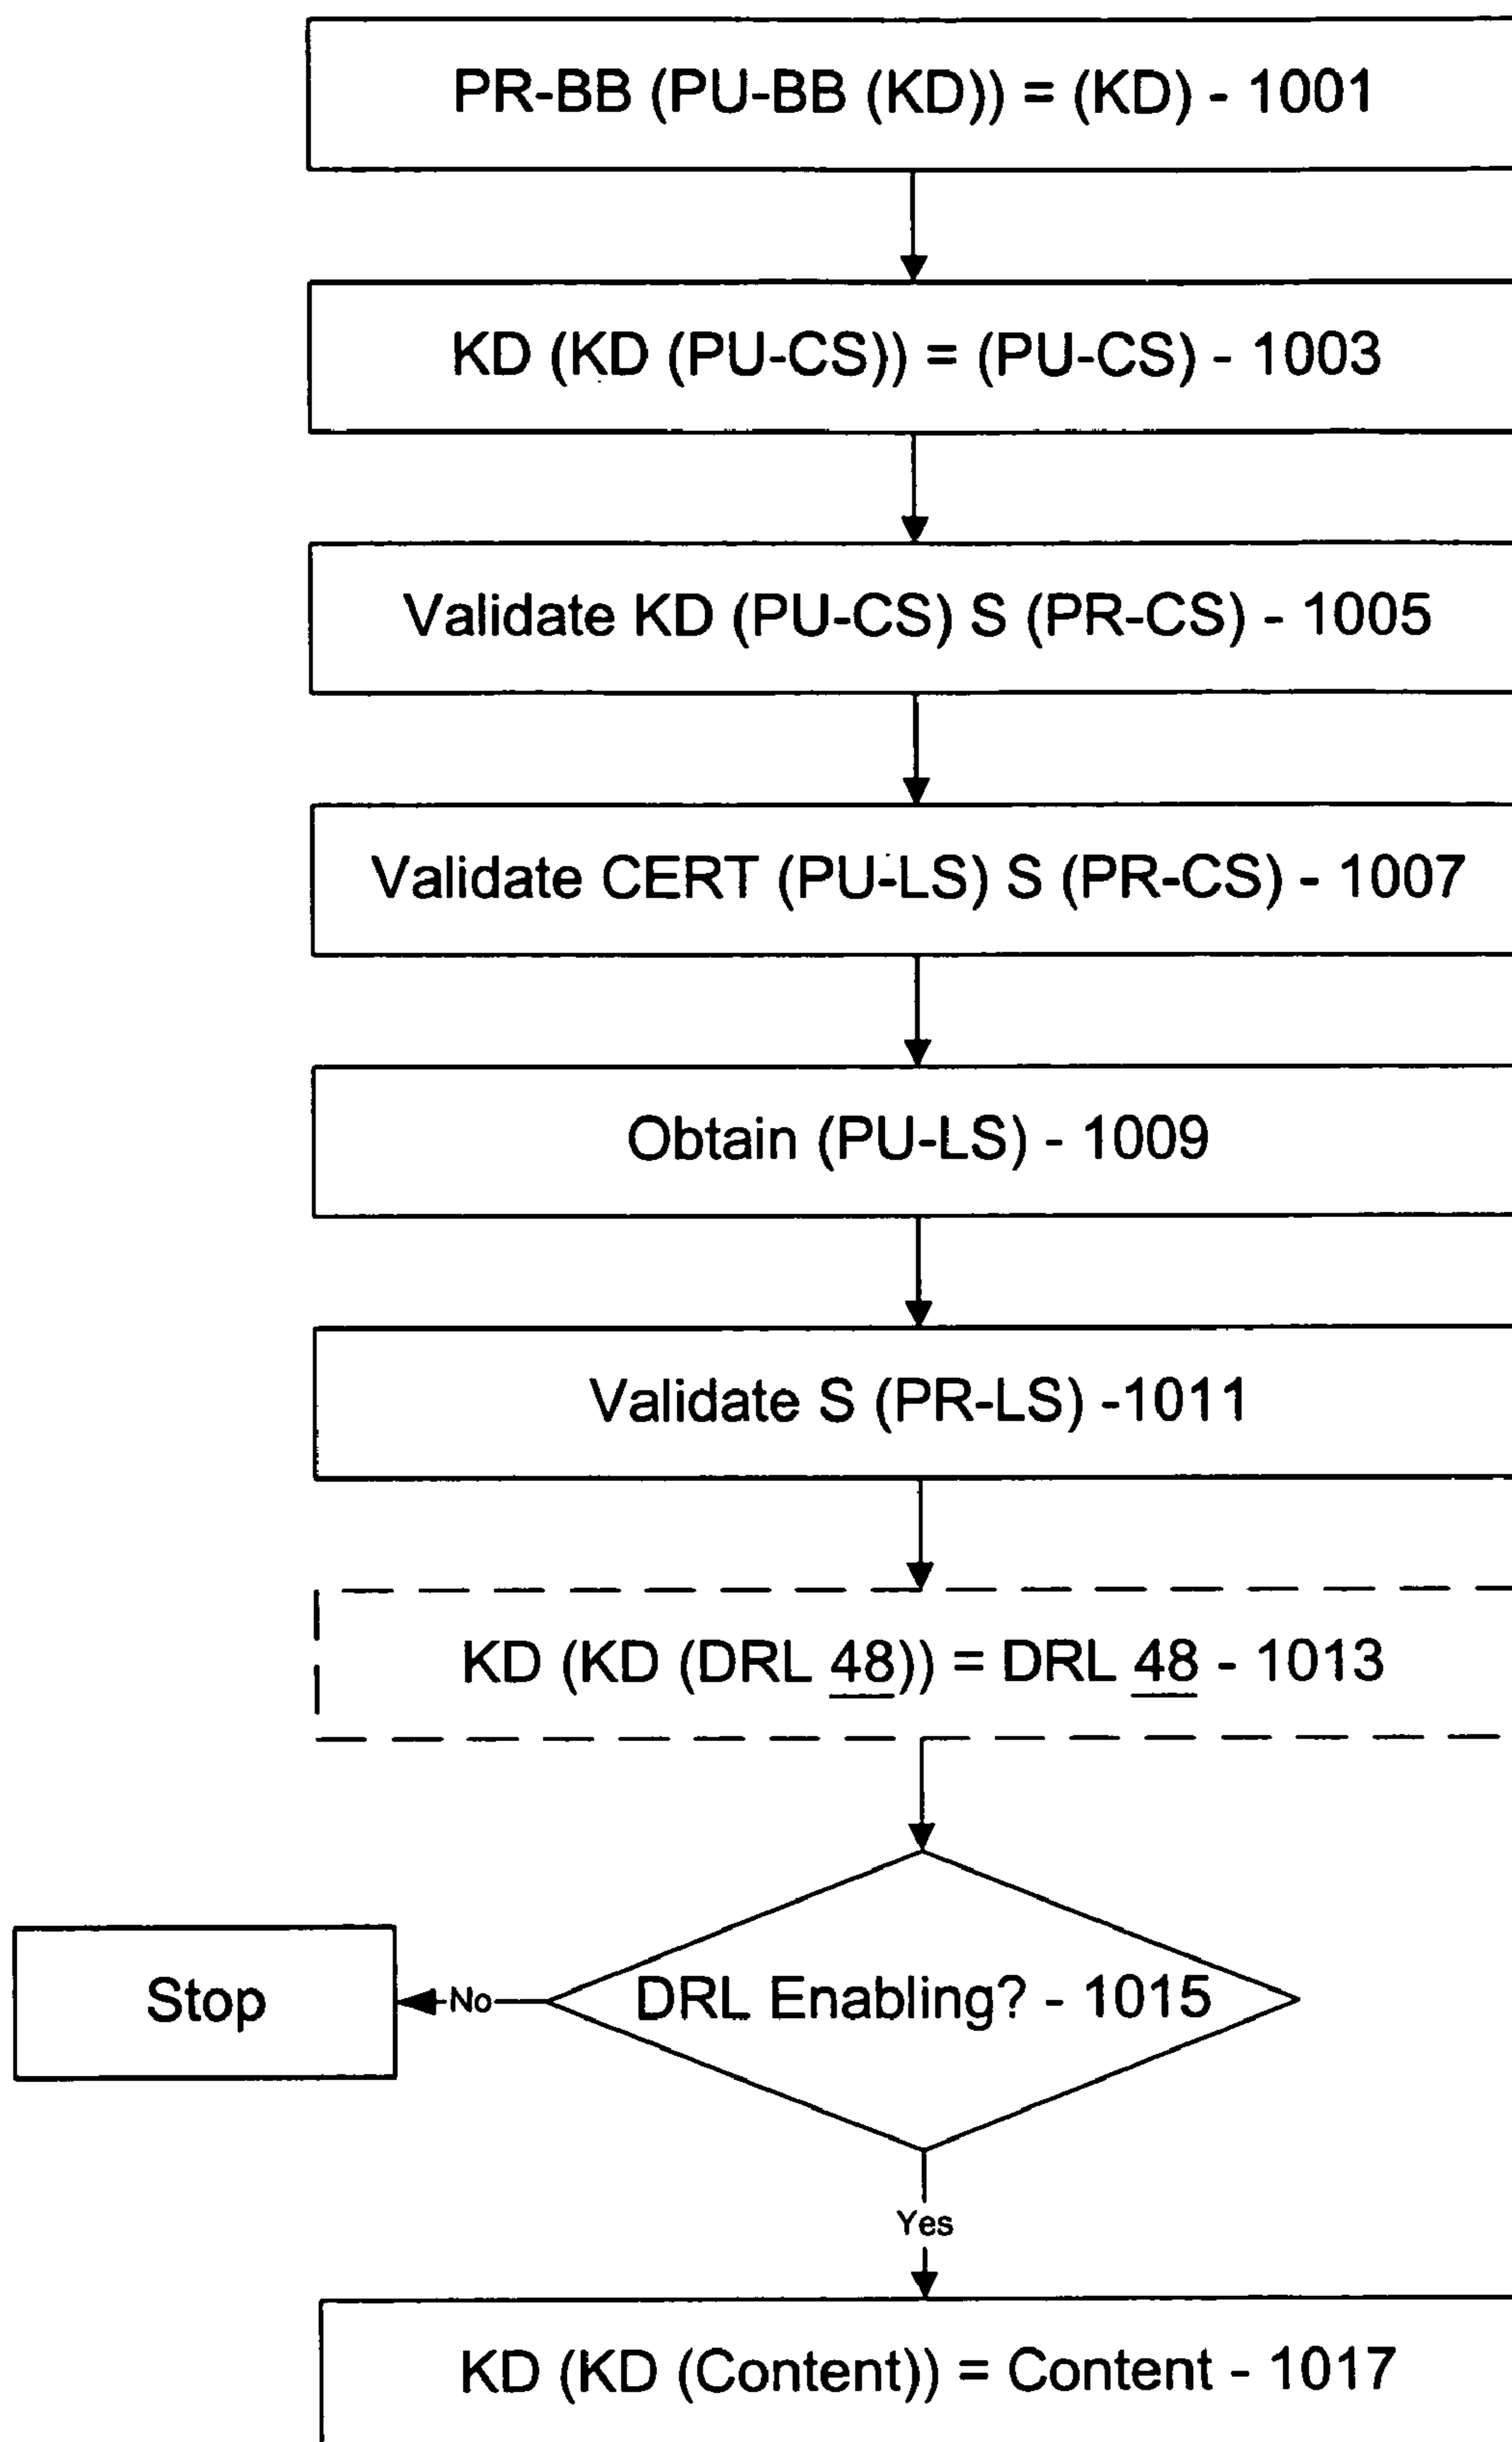 PR-BB (PU-BB (KD)) = (KD) - 1001
KD (KD (PU-CS)) = (PU-CS) - 1003
Validate KD (PU-CS) S (PR-CS) - 1005
Validate CERT (PU-LS) S (PR-CS) - 1007
Obtain (PU-LS) - 1009
Validate S (PR-LS) -1011
KD (KD (DRL 48)) = DRL 48 - 1013
DRL Enabling? - 1015
No
Stop
Yes
KD (KD (Content)) = Content - 1017